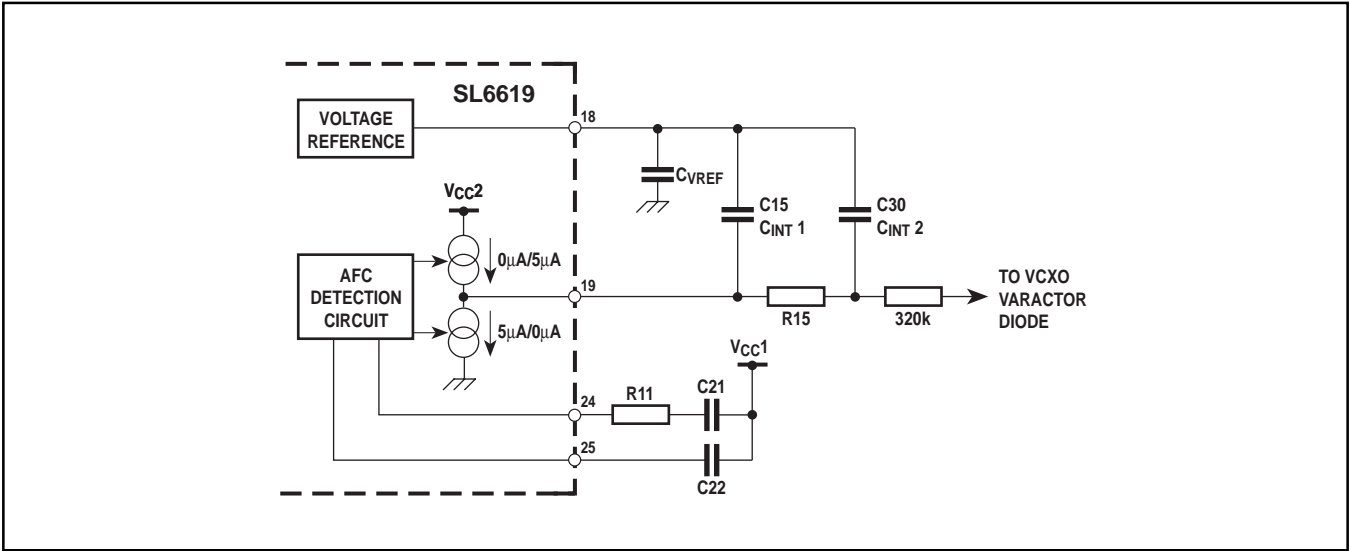 SL6619
VOLTAGE
REFERENCE
18
CVREF
C15
CINT 1
C30
CINT 2
VCC2
0µA/5µA
AFC
DETECTION
CIRCUIT
19
5µA/0µA
R15
320k
TO VCXO
VARACTOR
DIODE
VCC1
24
R11
C21
25
C22